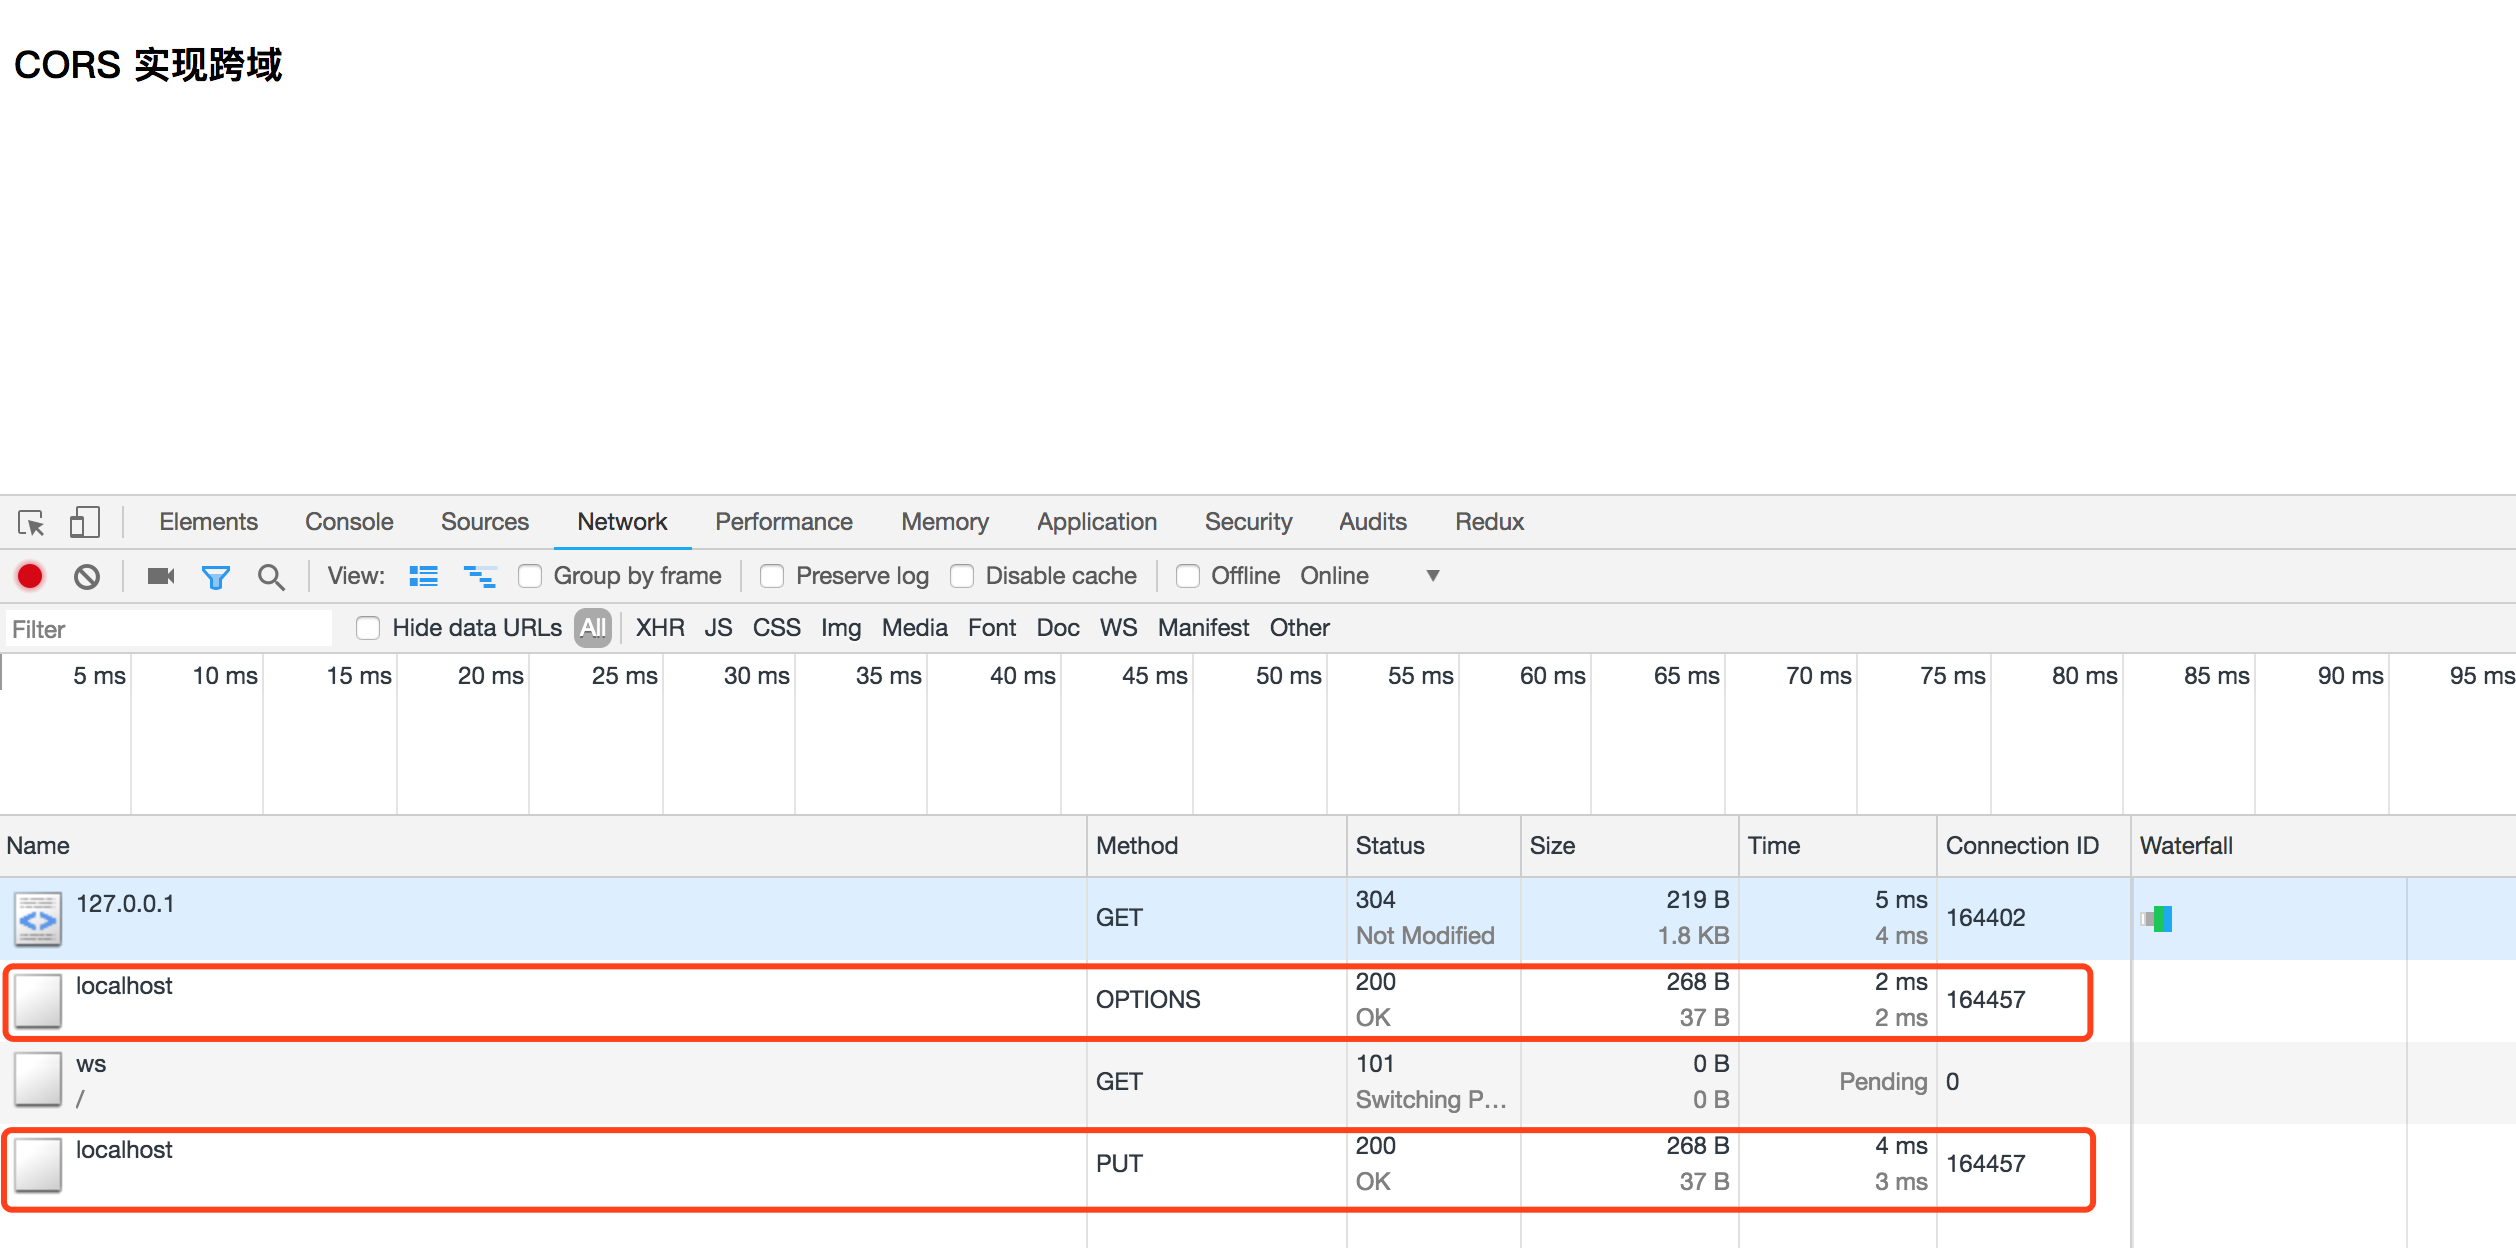 CORS 实现跨域
Elements Console Sources Network Performance Memory Application Security Audits Redux
View: Group by frame Preserve log Disable cache Offline Online
Filter Hide data URLs All XHR JS CSS Img Media Font Doc WS Manifest Other
5 ms 10 ms 15 ms 20 ms 25 ms 30 ms 35 ms 40 ms 45 ms 50 ms 55 ms 60 ms 65 ms 70 ms 75 ms 80 ms 85 ms 90 ms 95 ms
Name Method Status Size Time Connection ID Waterfall
127.0.0.1 GET 304 219 B 5 ms 164402
Not Modified 1.8 KB 4 ms
localhost OPTIONS 200 268 B 2 ms 164457
OK 37 B 2 ms
ws GET 101 0 B Pending 0
/ Switching P... 0 B
localhost PUT 200 268 B 4 ms 164457
OK 37 B 3 ms